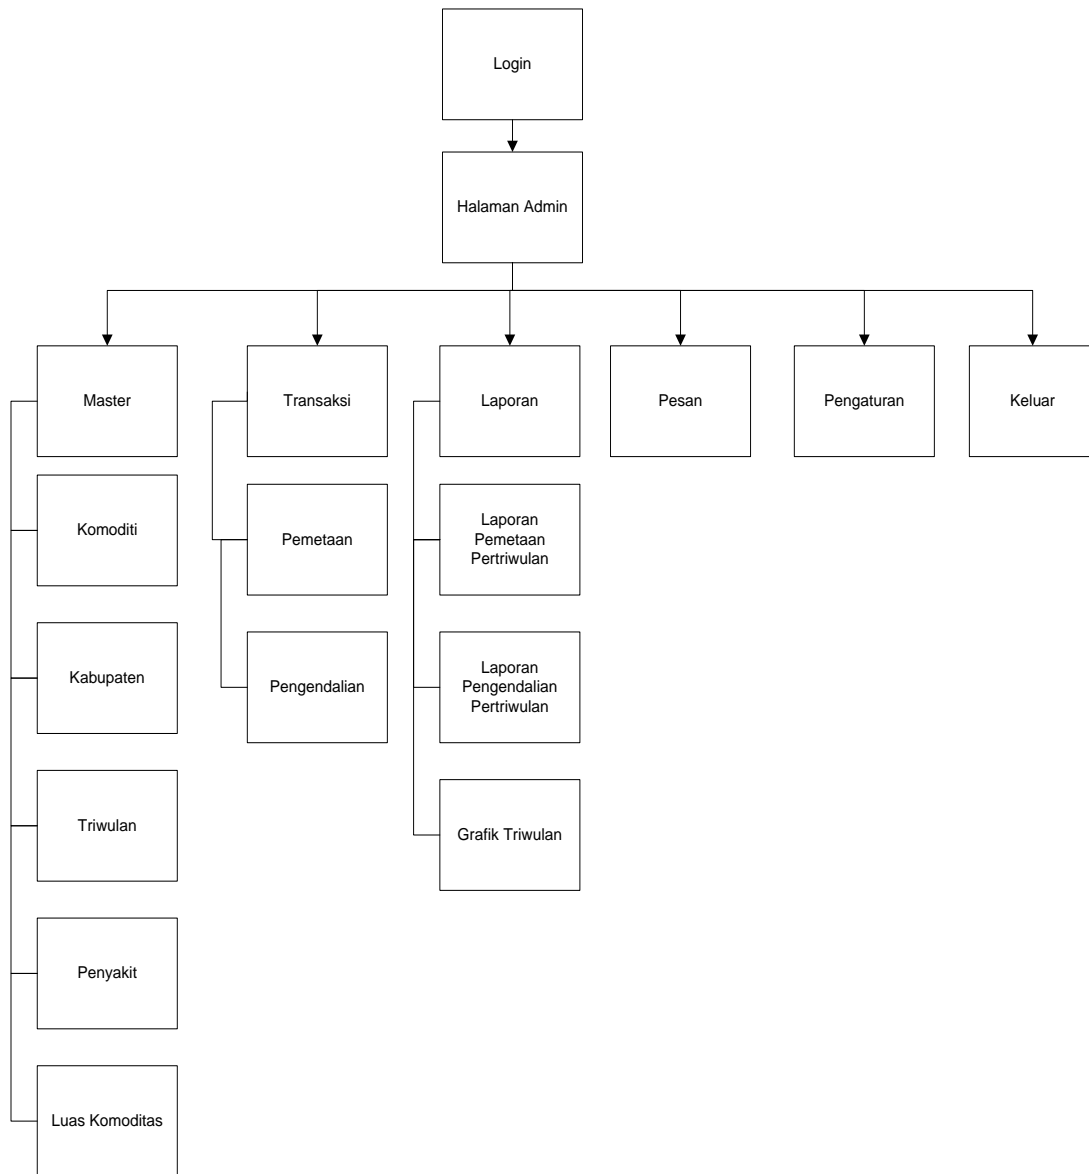 Login
Halaman Admin
Master
Transaksi
Laporan
Pesan
Pengaturan
Keluar
Komoditi
Pemetaan
Laporan
Pemetaan
Pertriwulan
Kabupaten
Pengendalian
Laporan
Pengendalian
Pertriwulan
Triwulan
Grafik Triwulan
Penyakit
Luas Komoditas